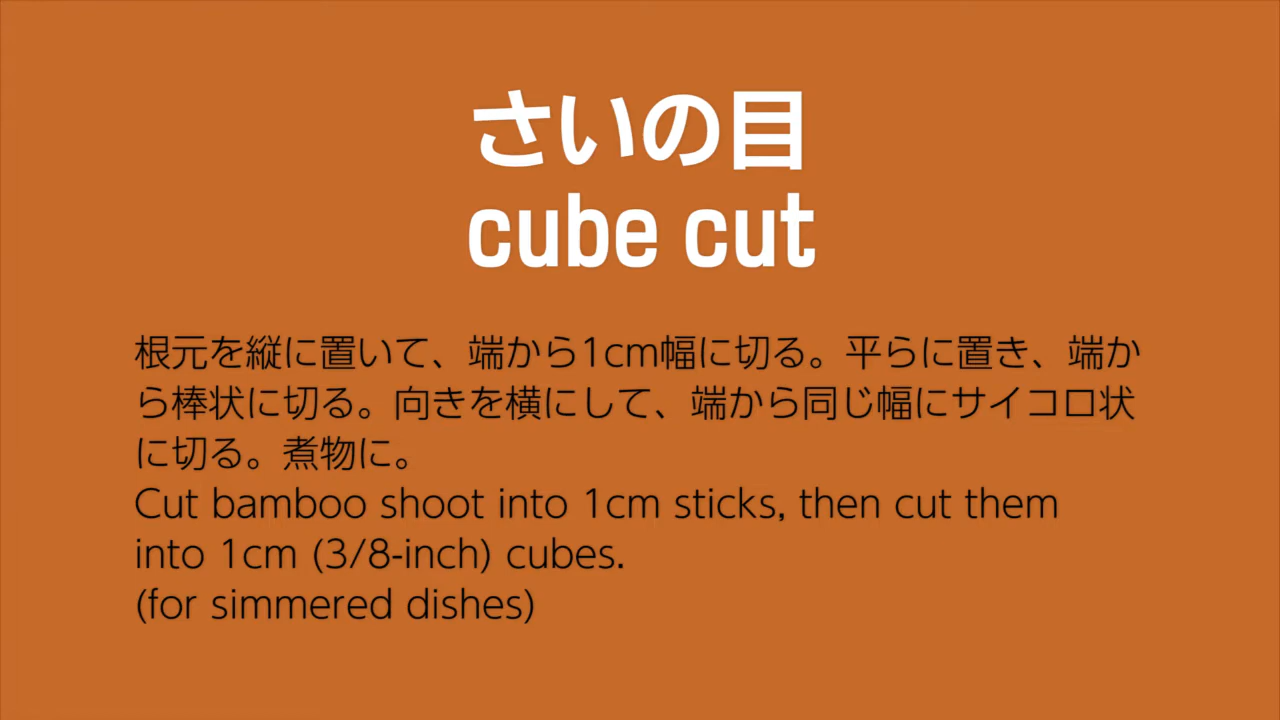 さいの目
cube cut
根元を縦に置いて、端から1cm幅に切る。平らに置き、端か
ら棒状に切る。向きを横にして、端から同じ幅にサイコロ状
に切る。煮物に。
Cut bamboo shoot into 1cm sticks, then cut them
into 1cm (3/8-inch) cubes.
(for simmered dishes)